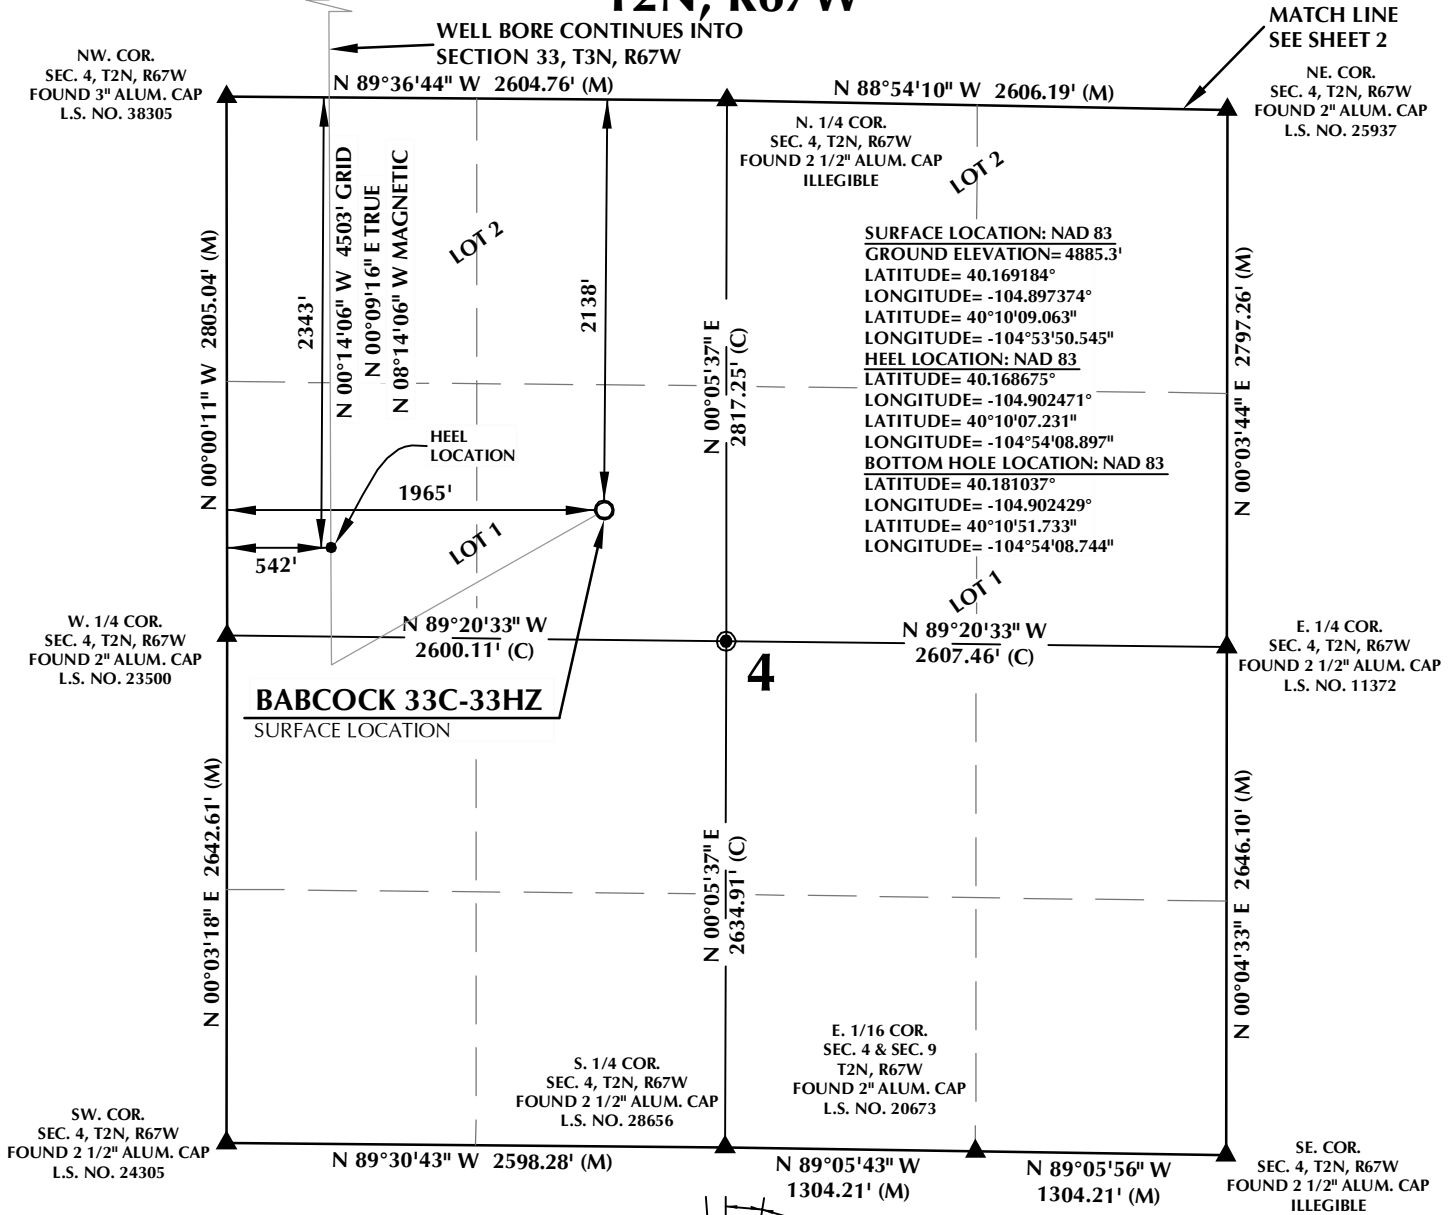 T2N, R67W
WELL BORE CONTINUES INTO
SECTION 33, T3N, R67W
MATCH LINE
SEE SHEET 2
NW. COR.
SEC. 4, T2N, R67W
FOUND 3" ALUM. CAP
L.S. NO. 38305
N 89°36'44" W 2604.76' (M)
N 88°54'10" W 2606.19' (M)
NE. COR.
SEC. 4, T2N, R67W
FOUND 2" ALUM. CAP
L.S. NO. 25937
N. 1/4 COR.
SEC. 4, T2N, R67W
FOUND 2 1/2" ALUM. CAP
ILLEGIBLE
LOT 2
LOT 2
N 00°00'11" W 2805.04' (M)
2343'
N 00°14'06" W 4503' GRID
N 00°09'16" E TRUE
N 08°14'06" W MAGNETIC
2138'
N 00°05'37" E
2817.25' (C)
SURFACE LOCATION: NAD 83
GROUND ELEVATION= 4885.3'
LATITUDE= 40.169184°
LONGITUDE= -104.897374°
LATITUDE= 40°10'09.063"
LONGITUDE= -104°53'50.545"
HEEL LOCATION: NAD 83
LATITUDE= 40.168675°
LONGITUDE= -104.902471°
LATITUDE= 40°10'07.231"
LONGITUDE= -104°54'08.897"
BOTTOM HOLE LOCATION: NAD 83
LATITUDE= 40.181037°
LONGITUDE= -104.902429°
LATITUDE= 40°10'51.733"
LONGITUDE= -104°54'08.744"
N 00°03'44" E 2797.26' (M)
HEEL
LOCATION
1965'
542'
LOT 1
LOT 1
W. 1/4 COR.
SEC. 4, T2N, R67W
FOUND 2" ALUM. CAP
L.S. NO. 23500
N 89°20'33" W
2600.11' (C)
N 89°20'33" W
2607.46' (C)
E. 1/4 COR.
SEC. 4, T2N, R67W
FOUND 2 1/2" ALUM. CAP
L.S. NO. 11372
4
BABCOCK 33C-33HZ
SURFACE LOCATION
N 00°03'18" E 2642.61' (M)
N 00°05'37" E
2634.91' (C)
N 00°04'33" E 2646.10' (M)
S. 1/4 COR.
SEC. 4, T2N, R67W
FOUND 2 1/2" ALUM. CAP
L.S. NO. 28656
E. 1/16 COR.
SEC. 4 & SEC. 9
T2N, R67W
FOUND 2" ALUM. CAP
L.S. NO. 20673
SW. COR.
SEC. 4, T2N, R67W
FOUND 2 1/2" ALUM. CAP
L.S. NO. 24305
N 89°30'43" W 2598.28' (M)
N 89°05'43" W
1304.21' (M)
N 89°05'56" W
1304.21' (M)
SE. COR.
SEC. 4, T2N, R67W
FOUND 2 1/2" ALUM. CAP
ILLEGIBLE